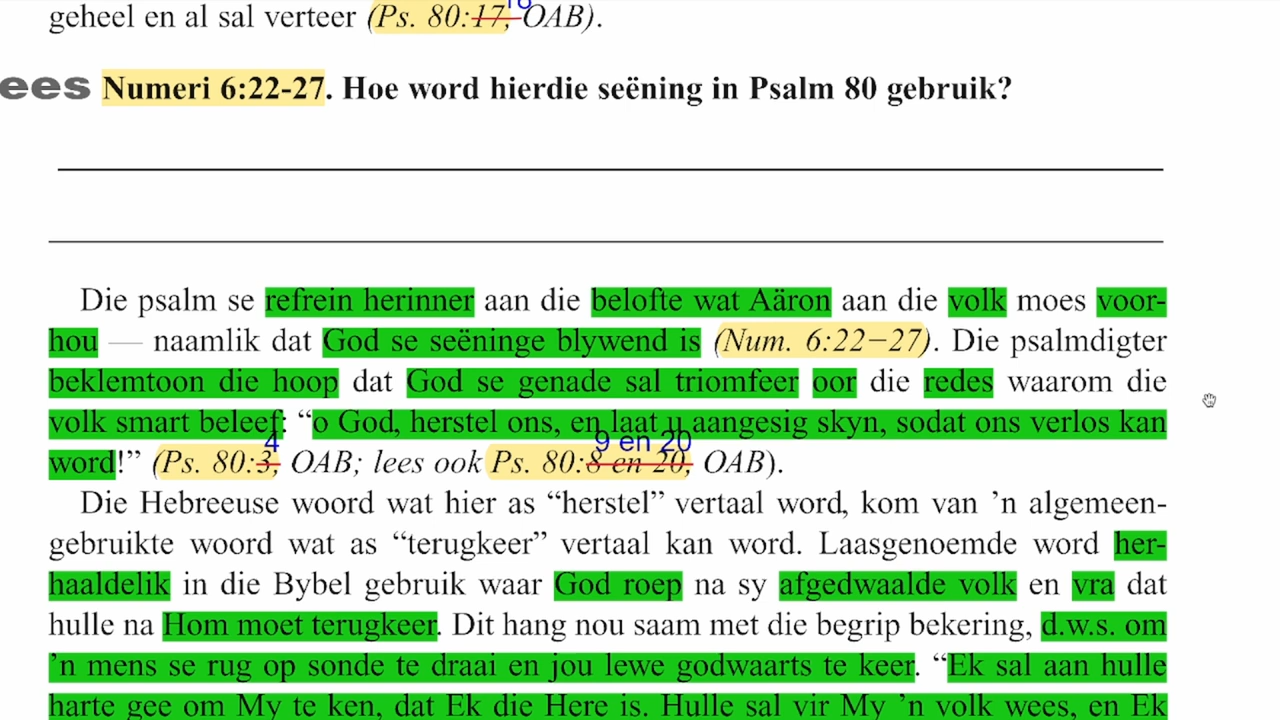 geheel en al sal verteer (Ps. 80:17, OAB).
ees Numeri 6:22-27. Hoe word hierdie seëning in Psalm 80 gebruik?
Die psalm se refrein herinner aan die belofte wat Aäron aan die volk moes voor-
hou — naamlik dat God se seëninge blywend is (Num. 6:22−27). Die psalmdigter
beklemtoon die hoop dat God se genade sal triomfeer oor die redes waarom die
volk smart beleef: “o God, herstel ons, en laat u aangesig skyn, sodat ons verlos kan
4 9 en 20
word!” (Ps. 80:3, OAB; lees ook Ps. 80:8 en 20, OAB).
Die Hebreeuse woord wat hier as “herstel” vertaal word, kom van ’n algemeen-
gebruikte woord wat as “terugkeer” vertaal kan word. Laasgenoemde word her-
haaldelik in die Bybel gebruik waar God roep na sy afgedwaalde volk en vra dat
hulle na Hom moet terugkeer. Dit hang nou saam met die begrip bekering, d.w.s. om
’n mens se rug op sonde te draai en jou lewe godwaarts te keer. “Ek sal aan hulle
harte gee om My te ken, dat Ek die Here is. Hulle sal vir My ’n volk wees, en Ek